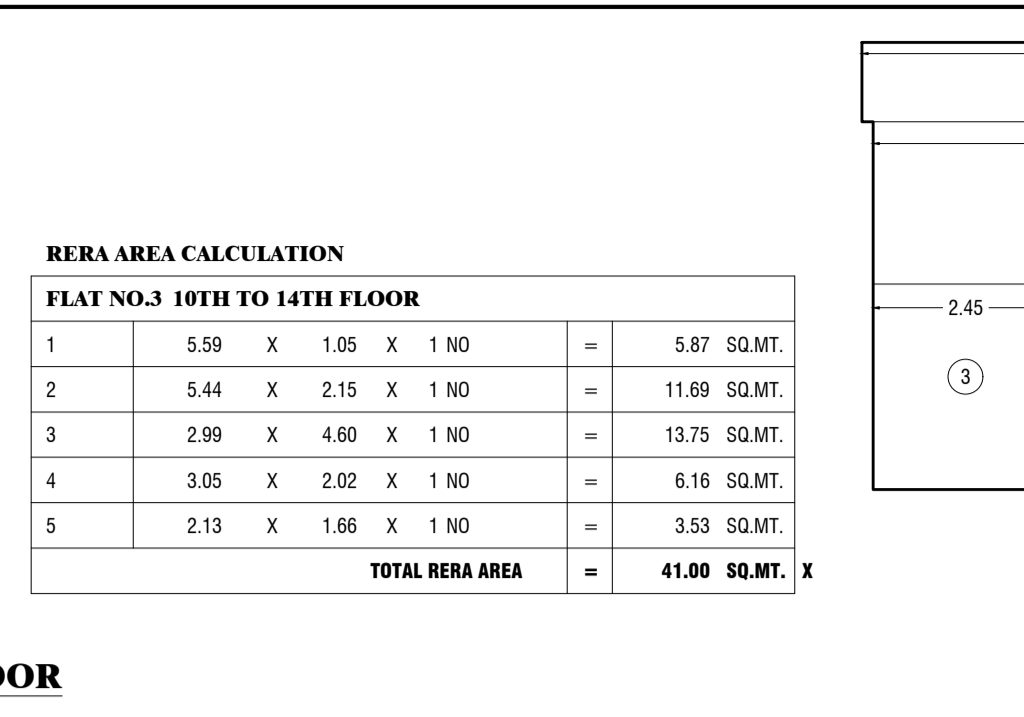 RERA AREA CALCULATION
FLAT NO.3 10TH TO 14TH FLOOR
1 5.59 X 1.05 X 1 NO = 5.87 SQ.MT.
2 5.44 X 2.15 X 1 NO = 11.69 SQ.MT.
3 2.99 X 4.60 X 1 NO = 13.75 SQ.MT.
4 3.05 X 2.02 X 1 NO = 6.16 SQ.MT.
5 2.13 X 1.66 X 1 NO = 3.53 SQ.MT.
TOTAL RERA AREA = 41.00 SQ.MT. X
2.45
3
OOR